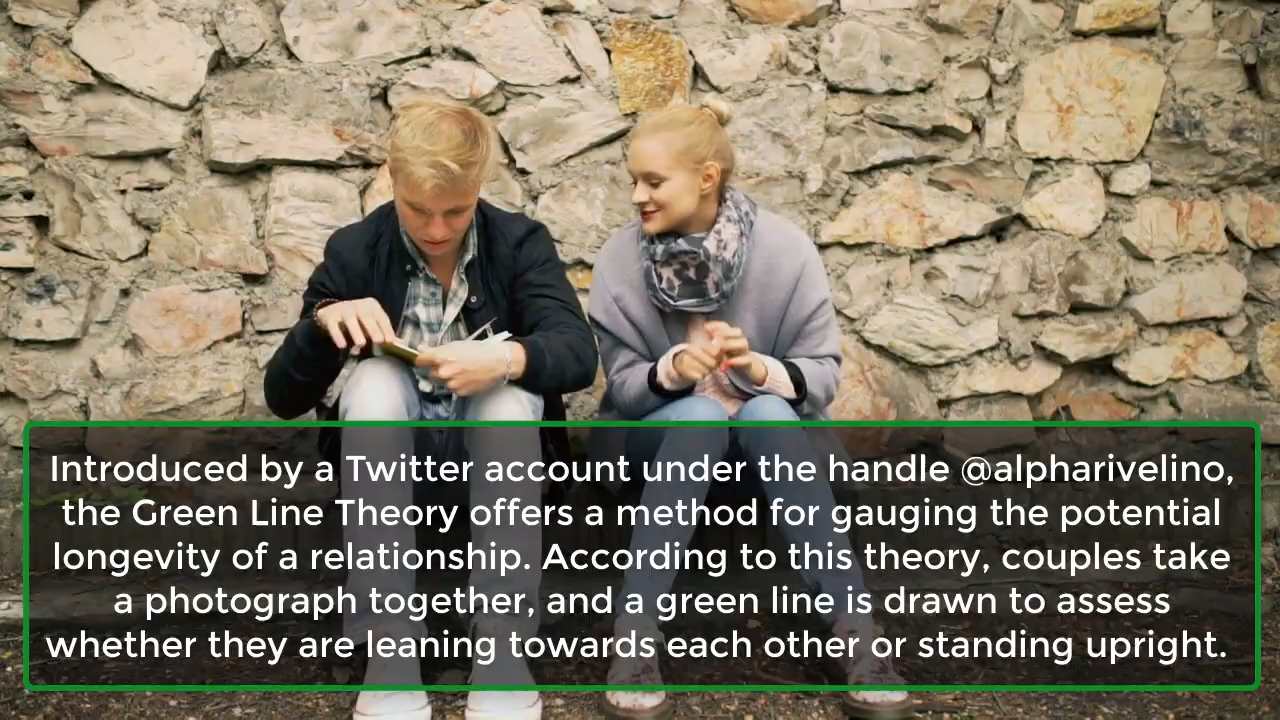 Introduced by a Twitter account under the handle @alpharivelino,
the Green Line Theory offers a method for gauging the potential
longevity of a relationship. According to this theory, couples take
a photograph together, and a green line is drawn to assess
whether they are leaning towards each other or standing upright.